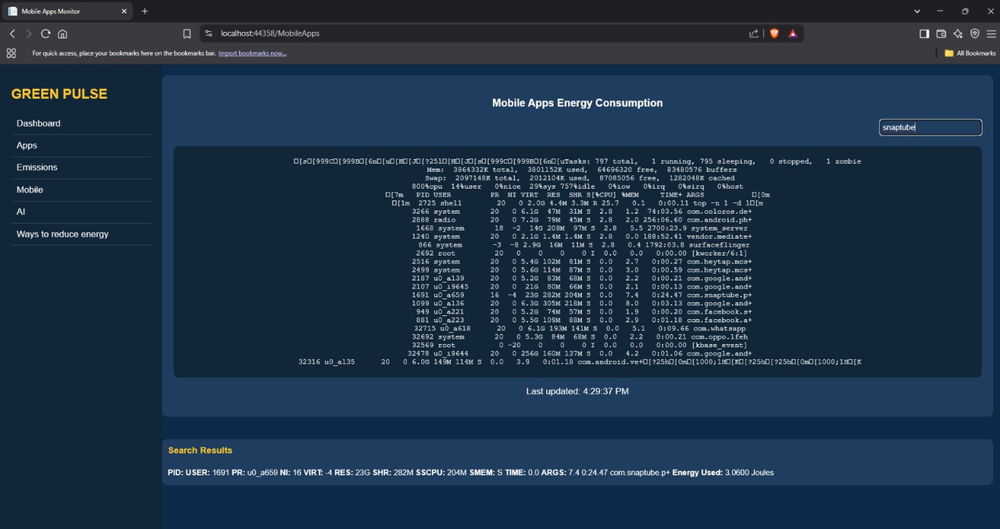 Mobile Apps Monitor
localhost:44358/MobileApps
For quick access, place your bookmarks here on the bookmarks bar. Import bookmarks now...
All Bookmarks
GREEN PULSE
Dashboard
Apps
Emissions
Mobile
AI
Ways to reduce energy
Mobile Apps Energy Consumption
snaptube
□[s□[999C□[999B□[6n□[u□[H□[J□[?25l□[H□[J□[s□[999C□[999B□[6n□[uTasks: 797 total, 1 running, 795 sleeping, 0 stopped, 1 zombie
Mem: 3864332K total, 3801152K used, 64696320 free, 83480576 buffers
Swap: 2097148K total, 2012104K used, 87085056 free, 1282048K cached
800%cpu 14%user 0%nice 29%sys 757%idle 0%iow 0%irq 0%sirq 0%host
□[7m PID USER PR NI VIRT RES SHR S[%CPU] %MEM TIME+ ARGS □[0m
□[1m 2725 shell 20 0 2.0G 4.4M 3.3M R 25.7 0.1 0:00.11 top -n 1 -d 1□[m
3266 system 20 0 6.1G 47M 31M S 2.8 1.2 74:03.56 com.coloros.de+
2888 radio 20 0 7.2G 79M 45M S 2.8 2.0 256:06.60 com.android.ph+
1668 system 18 -2 14G 208M 97M S 2.8 5.5 2700:23.9 system_server
1240 system 20 0 2.1G 1.4M 1.4M S 2.8 0.0 188:52.41 vendor.mediate+
866 system -3 -8 2.9G 16M 11M S 2.8 0.4 1792:03.8 surfaceflinger
2692 root 20 0 0 0 0 I 0.0 0.0 0:00.00 [kworker/6:1]
2516 system 20 0 5.4G 102M 81M S 0.0 2.7 0:00.27 com.heytap.mcs+
2499 system 20 0 5.6G 114M 87M S 0.0 3.0 0:00.59 com.heytap.mcs+
2187 u0_a139 20 0 5.2G 83M 68M S 0.0 2.2 0:00.21 com.google.and+
2107 u0_i9645 20 0 21G 80M 66M S 0.0 2.1 0:00.13 com.google.and+
1691 u0_a659 16 -4 23G 282M 204M S 0.0 7.4 0:24.47 com.snaptube.p+
1099 u0_a136 20 0 6.3G 305M 218M S 0.0 8.0 0:03.13 com.google.and+
949 u0_a221 20 0 5.2G 74M 57M S 0.0 1.9 0:00.20 com.facebook.s+
881 u0_a223 20 0 5.5G 109M 88M S 0.0 2.9 0:01.18 com.facebook.a+
32715 u0_a618 20 0 6.1G 193M 141M S 0.0 5.1 0:09.66 com.whatsapp
32692 system 20 0 5.3G 84M 68M S 0.0 2.2 0:00.21 com.oppo.lfeh
32569 root 0 -20 0 0 0 I 0.0 0.0 0:00.00 [kbase_event]
32478 u0_i9644 20 0 256G 160M 137M S 0.0 4.2 0:01.06 com.google.and+
32316 u0_a135 20 0 6.0G 149M 114M S 0.0 3.9 0:01.18 com.android.ve+□[?25h□[0m□[1000;1H□[K□[?25h□[?25h□[0m□[1000;1H□[K
Last updated: 4:29:37 PM
Search Results
PID: USER: 1691 PR: u0_a659 NI: 16 VIRT: -4 RES: 23G SHR: 282M SSCPU: 204M SMEM: S TIME: 0.0 ARGS: 7.4 0:24.47 com.snaptube.p+ Energy Used: 3.0600 Joules